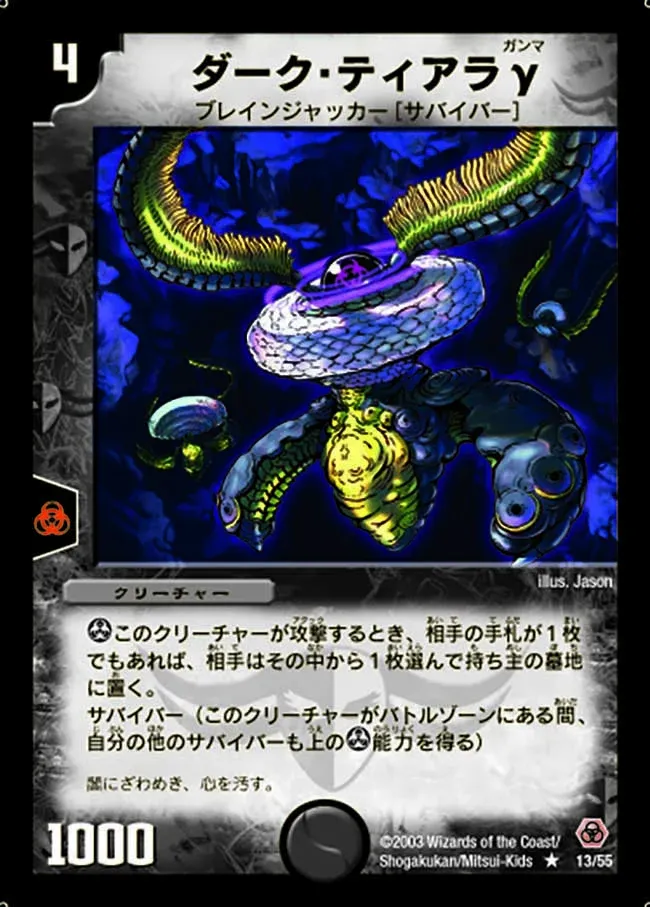 4
ガンマ
ダーク・ティアラγ
ブレインジャッカー[サバイバー]
illus. Jason
クリーチャー
このクリーチャーが攻撃するとき、相手の手札が1枚
でもあれば、相手はその中から1枚選んで持ち主の墓地
に置く。
サバイバー(このクリーチャーがバトルゾーンにある間、
自分の他のサバイバーも上の能力を得る)
闇にざわめき、心を汚す。
1000
©2003 Wizards of the Coast/
Shogakukan/Mitsui-Kids ★ 13/55